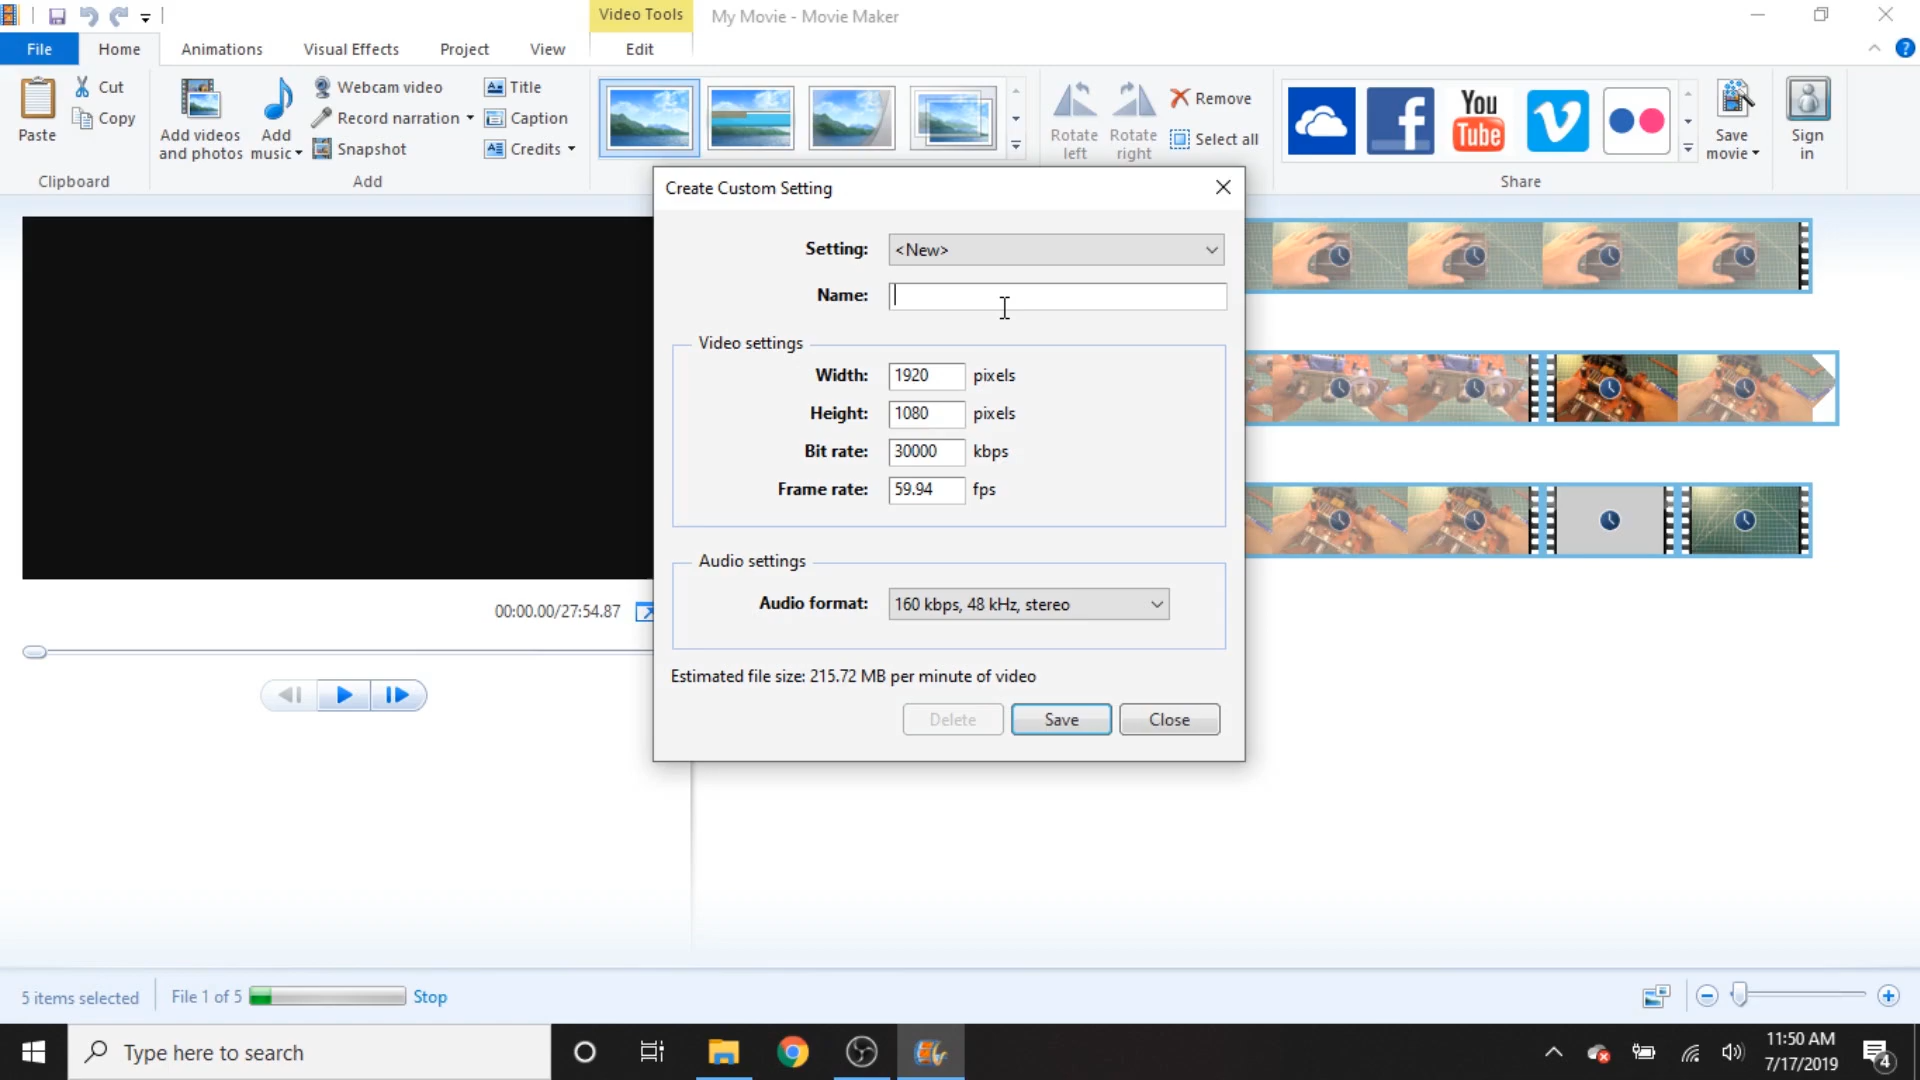 Video Tools
My Movie - Movie Maker
File
Home
Animations
Visual Effects
Project
View
Edit
Paste
Cut
Copy
Clipboard
Add videos
and photos
Add
music
Webcam video
Record narration
Snapshot
Title
Caption
Credits
Add
Rotate
left
Rotate
right
Remove
Select all
You
Tube
Share
Save
movie
Sign
in
Create Custom Setting
Setting: <New>
Name:
Video settings
Width: 1920 pixels
Height: 1080 pixels
Bit rate: 30000 kbps
Frame rate: 59.94 fps
Audio settings
Audio format: 160 kbps, 48 kHz, stereo
Estimated file size: 215.72 MB per minute of video
Delete
Save
Close
00:00.00/27:54.87
5 items selected
File 1 of 5
Stop
Type here to search
11:50 AM
7/17/2019
4